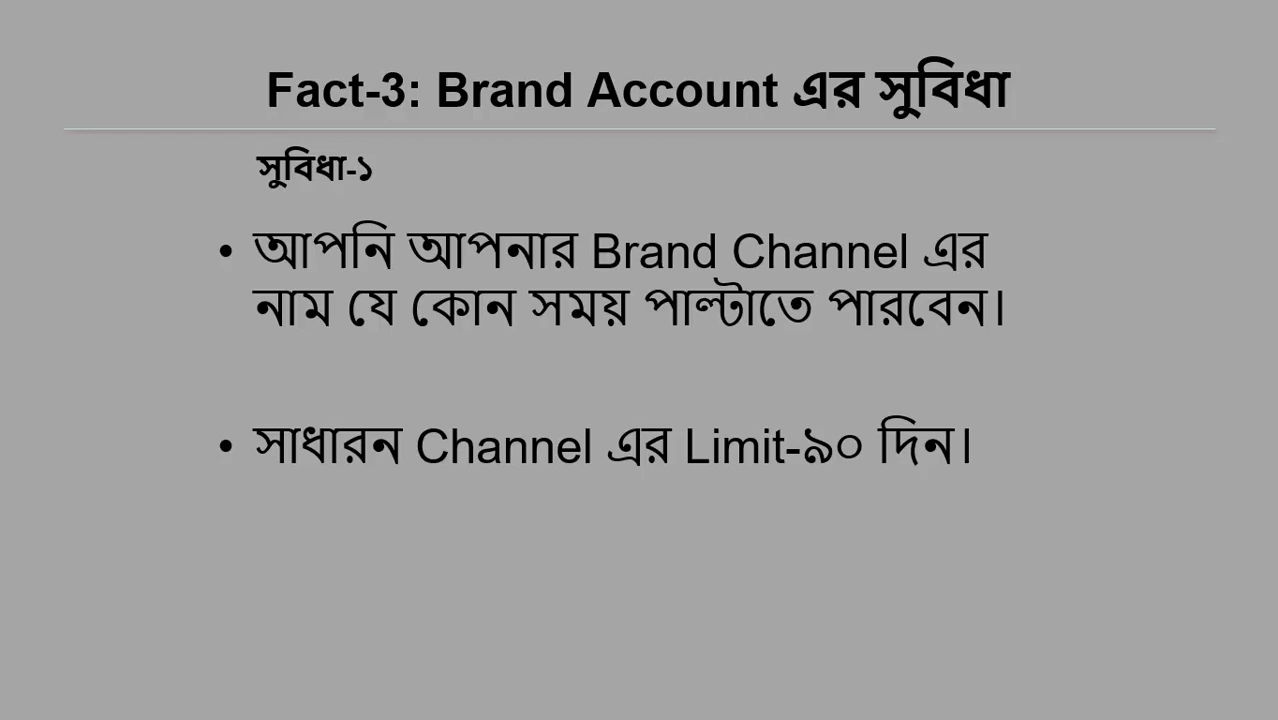 Fact-3: Brand Account এর সুবিধা
সুবিধা-১
• আপনি আপনার Brand Channel এর
নাম যে কোন সময় পাল্টাতে পারবেন।
• সাধারন Channel এর Limit-৯০ দিন।